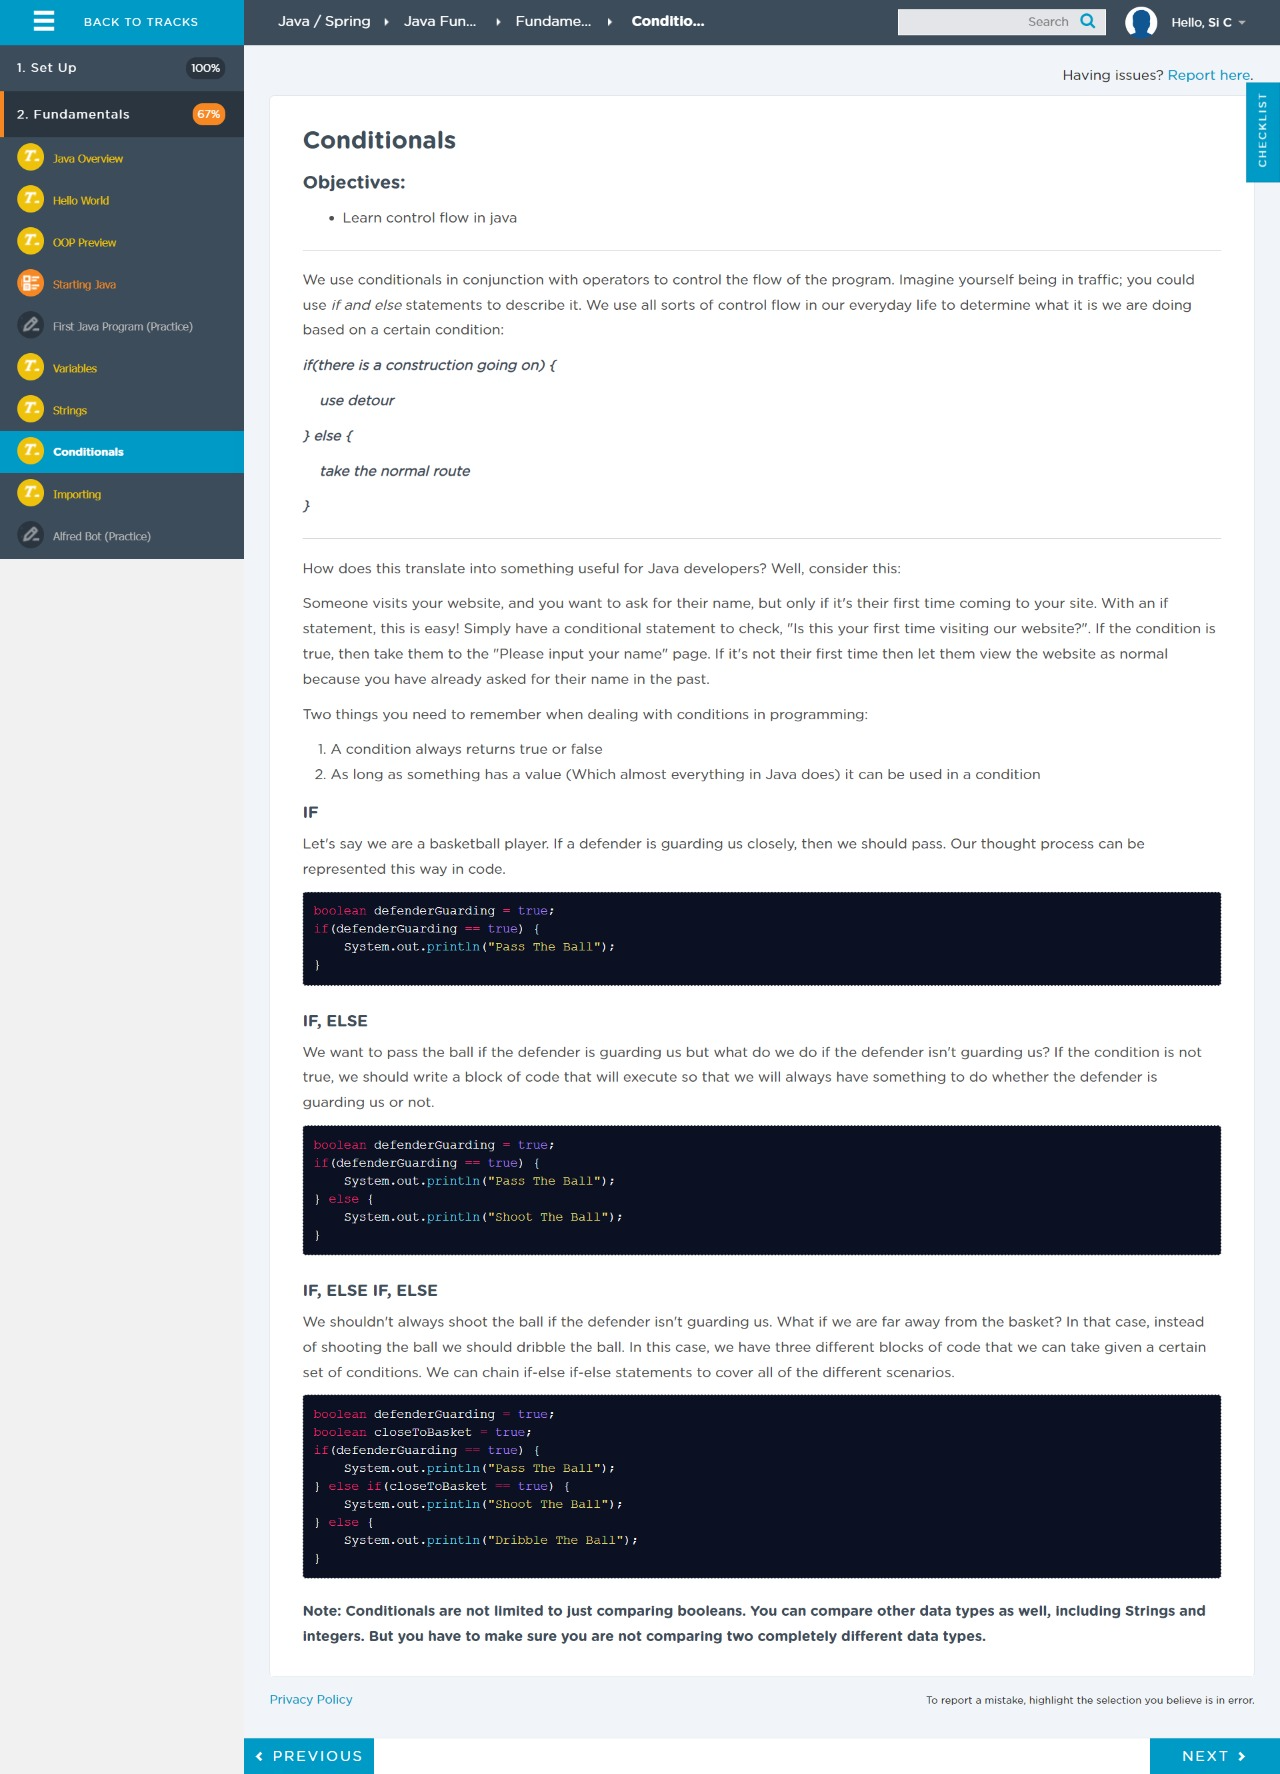 BACK TO TRACKS
Java / Spring
Java Fun...
Fundame...
Conditio...
Search
Hello, Si C
1. Set Up
100%
2. Fundamentals
67%
Java Overview
Hello World
OOP Preview
Starting Java
First Java Program (Practice)
Variables
Strings
Conditionals
Importing
Alfred Bot (Practice)
Having issues? Report here.
CHECKLIST
Conditionals
Objectives:
• Learn control flow in java
We use conditionals in conjunction with operators to control the flow of the program. Imagine yourself being in traffic; you could
use if and else statements to describe it. We use all sorts of control flow in our everyday life to determine what it is we are doing
based on a certain condition:
if(there is a construction going on) {
use detour
} else {
take the normal route
}
How does this translate into something useful for Java developers? Well, consider this:
Someone visits your website, and you want to ask for their name, but only if it's their first time coming to your site. With an if
statement, this is easy! Simply have a conditional statement to check, "Is this your first time visiting our website?". If the condition is
true, then take them to the "Please input your name" page. If it's not their first time then let them view the website as normal
because you have already asked for their name in the past.
Two things you need to remember when dealing with conditions in programming:
1. A condition always returns true or false
2. As long as something has a value (Which almost everything in Java does) it can be used in a condition
IF
Let's say we are a basketball player. If a defender is guarding us closely, then we should pass. Our thought process can be
represented this way in code.
boolean defenderGuarding = true;
if(defenderGuarding == true) {
    System.out.println("Pass The Ball");
}
IF, ELSE
We want to pass the ball if the defender is guarding us but what do we do if the defender isn't guarding us? If the condition is not
true, we should write a block of code that will execute so that we will always have something to do whether the defender is
guarding us or not.
boolean defenderGuarding = true;
if(defenderGuarding == true) {
    System.out.println("Pass The Ball");
} else {
    System.out.println("Shoot The Ball");
}
IF, ELSE IF, ELSE
We shouldn't always shoot the ball if the defender isn't guarding us. What if we are far away from the basket? In that case, instead
of shooting the ball we should dribble the ball. In this case, we have three different blocks of code that we can take given a certain
set of conditions. We can chain if-else if-else statements to cover all of the different scenarios.
boolean defenderGuarding = true;
boolean closeToBasket = true;
if(defenderGuarding == true) {
    System.out.println("Pass The Ball");
} else if(closeToBasket == true) {
    System.out.println("Shoot The Ball");
} else {
    System.out.println("Dribble The Ball");
}
Note: Conditionals are not limited to just comparing booleans. You can compare other data types as well, including Strings and
integers. But you have to make sure you are not comparing two completely different data types.
Privacy Policy
To report a mistake, highlight the selection you believe is in error.
PREVIOUS
NEXT